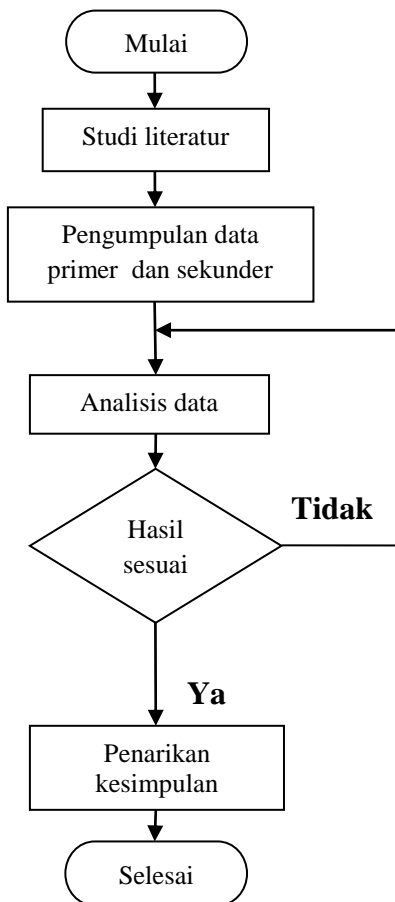 Mulai
Studi literatur
Pengumpulan data
primer dan sekunder
Analisis data
Hasil
sesuai
Tidak
Ya
Penarikan
kesimpulan
Selesai